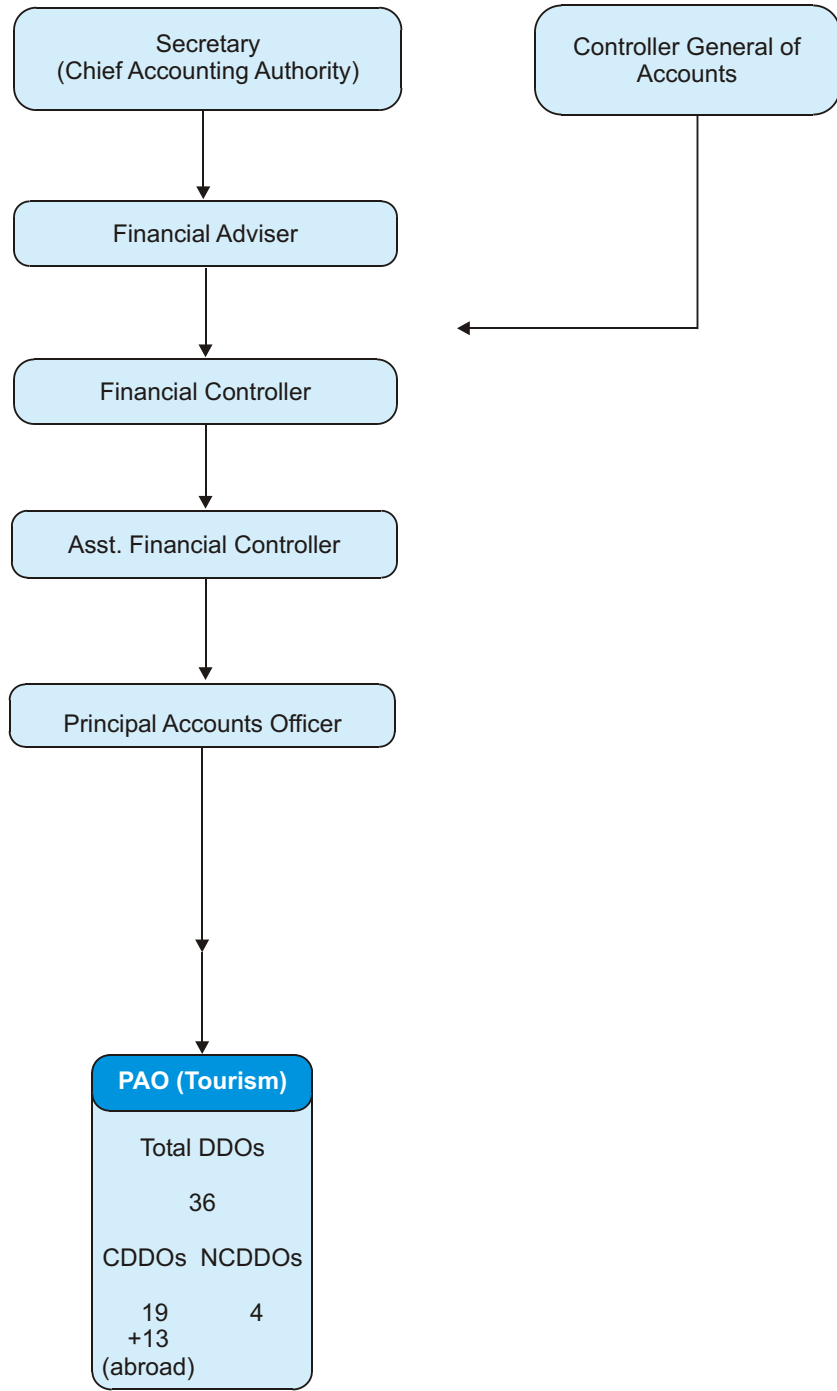 Secretary
(Chief Accounting Authority)
Controller General of
Accounts
Financial Adviser
Financial Controller
Asst. Financial Controller
Principal Accounts Officer
PAO (Tourism)
Total DDOs
36
CDDOs NCDDOs
19 4
+13
(abroad)